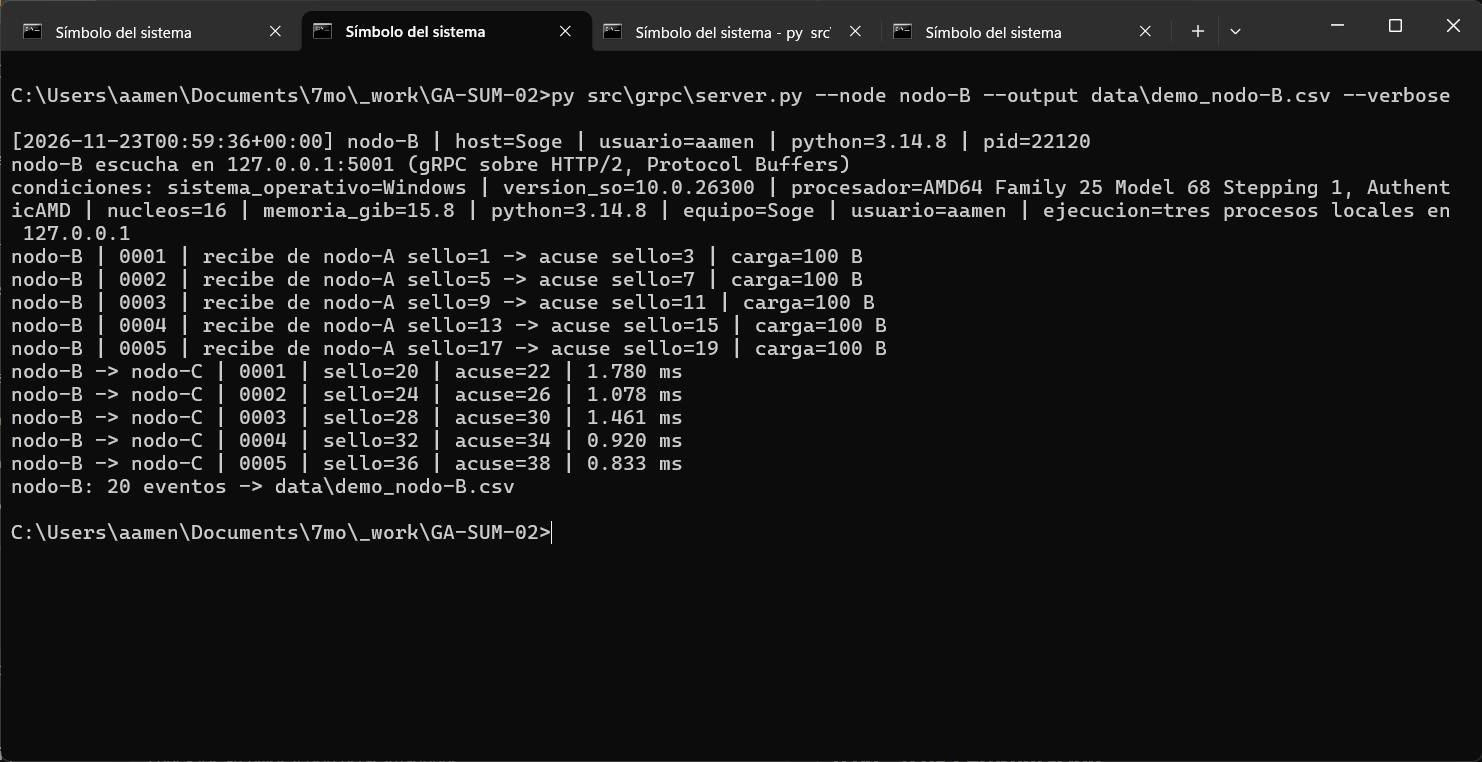 Símbolo del sistema
Símbolo del sistema
Símbolo del sistema - py src\
Símbolo del sistema
C:\Users\aamen\Documents\7mo\_work\GA-SUM-02>py src\grpc\server.py --node nodo-B --output data\demo_nodo-B.csv --verbose
[2026-11-23T00:59:36+00:00] nodo-B | host=Soge | usuario=aamen | python=3.14.8 | pid=22120
nodo-B escucha en 127.0.0.1:5001 (gRPC sobre HTTP/2, Protocol Buffers)
condiciones: sistema_operativo=Windows | version_so=10.0.26300 | procesador=AMD64 Family 25 Model 68 Stepping 1, Authent
icAMD | nucleos=16 | memoria_gib=15.8 | python=3.14.8 | equipo=Soge | usuario=aamen | ejecucion=tres procesos locales en
127.0.0.1
nodo-B | 0001 | recibe de nodo-A sello=1 -> acuse sello=3 | carga=100 B
nodo-B | 0002 | recibe de nodo-A sello=5 -> acuse sello=7 | carga=100 B
nodo-B | 0003 | recibe de nodo-A sello=9 -> acuse sello=11 | carga=100 B
nodo-B | 0004 | recibe de nodo-A sello=13 -> acuse sello=15 | carga=100 B
nodo-B | 0005 | recibe de nodo-A sello=17 -> acuse sello=19 | carga=100 B
nodo-B -> nodo-C | 0001 | sello=20 | acuse=22 | 1.780 ms
nodo-B -> nodo-C | 0002 | sello=24 | acuse=26 | 1.078 ms
nodo-B -> nodo-C | 0003 | sello=28 | acuse=30 | 1.461 ms
nodo-B -> nodo-C | 0004 | sello=32 | acuse=34 | 0.920 ms
nodo-B -> nodo-C | 0005 | sello=36 | acuse=38 | 0.833 ms
nodo-B: 20 eventos -> data\demo_nodo-B.csv
C:\Users\aamen\Documents\7mo\_work\GA-SUM-02>